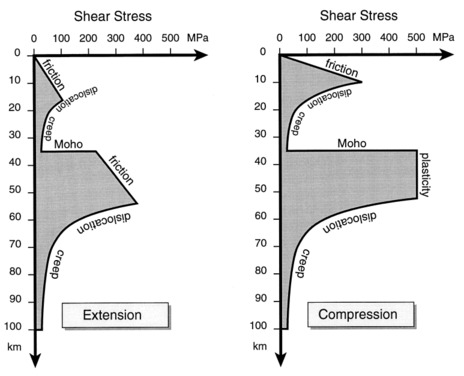 Shear Stress
0 100 200 300 400 500 MPa
0
10
20
30
40
50
60
70
80
90
100
km
friction
dislocation
creep
Moho
friction
dislocation
creep
Extension
Shear Stress
0 100 200 300 400 500 MPa
0
10
20
30
40
50
60
70
80
90
100
km
friction
dislocation
creep
Moho
plasticity
dislocation
creep
Compression